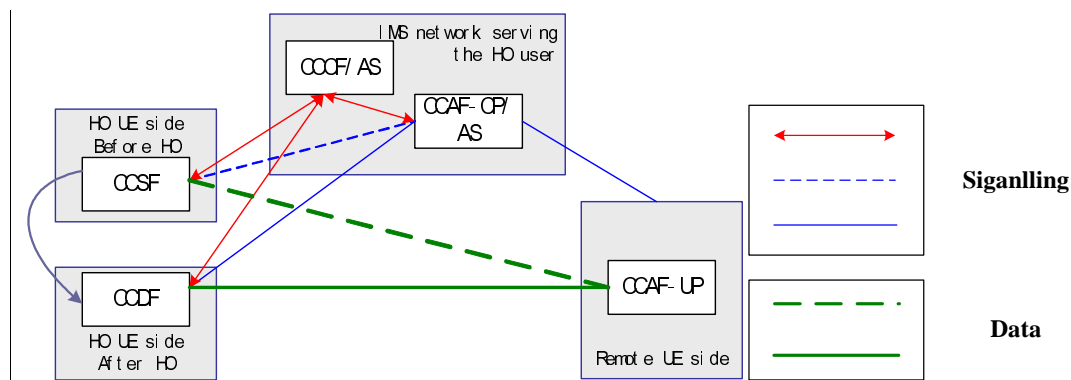 IMS network serving
the HO user
CCCF/AS
CCAF-CP/
AS
HO UE side
Before HO
CCSF
Siganlling
CCDF
CCAF-UP
HO UE side
After HO
Remote UE side
Data